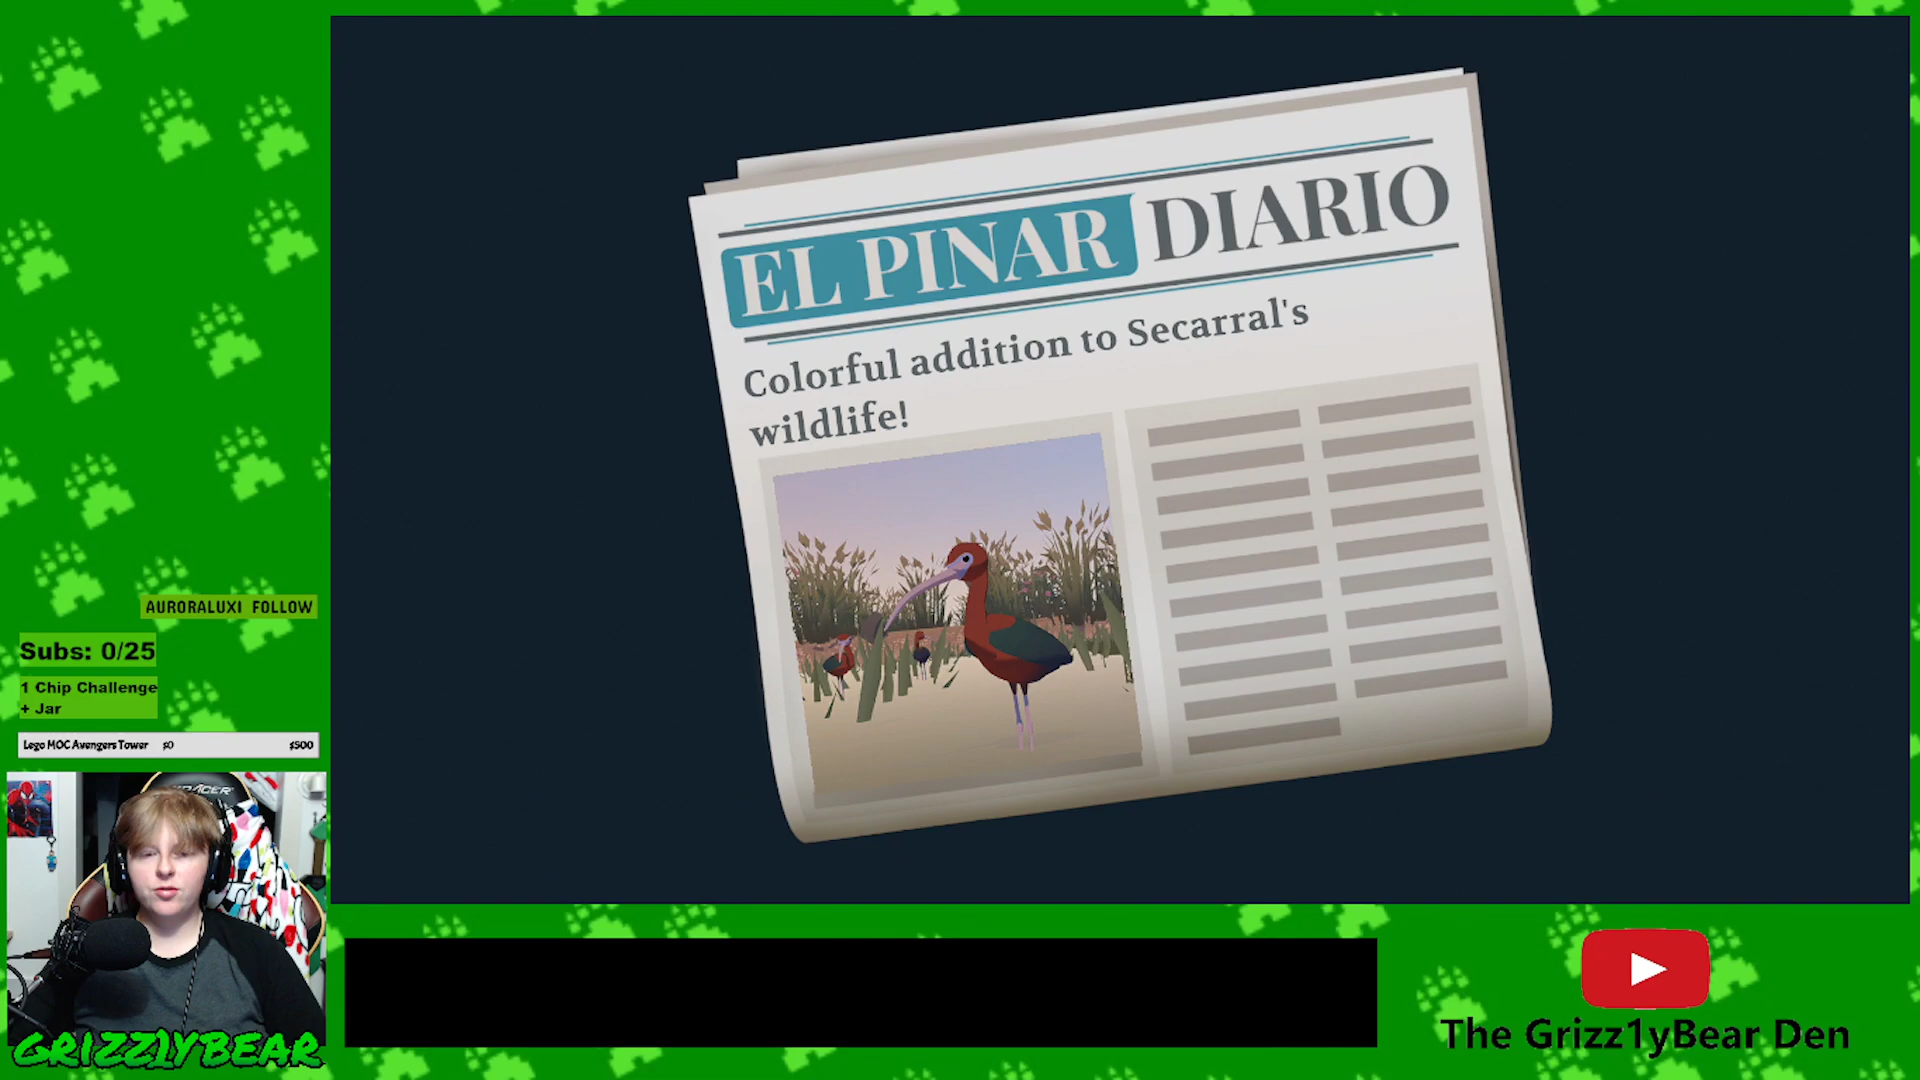 EL PINAR DIARIO
Colorful addition to Secarral's
wildlife!
AURORALUXI FOLLOW
Subs: 0/25
1 Chip Challenge
+ Jar
Lego MOC Avengers Tower $0 $500
GRIZZ1YBEAR
The Grizz1yBear Den